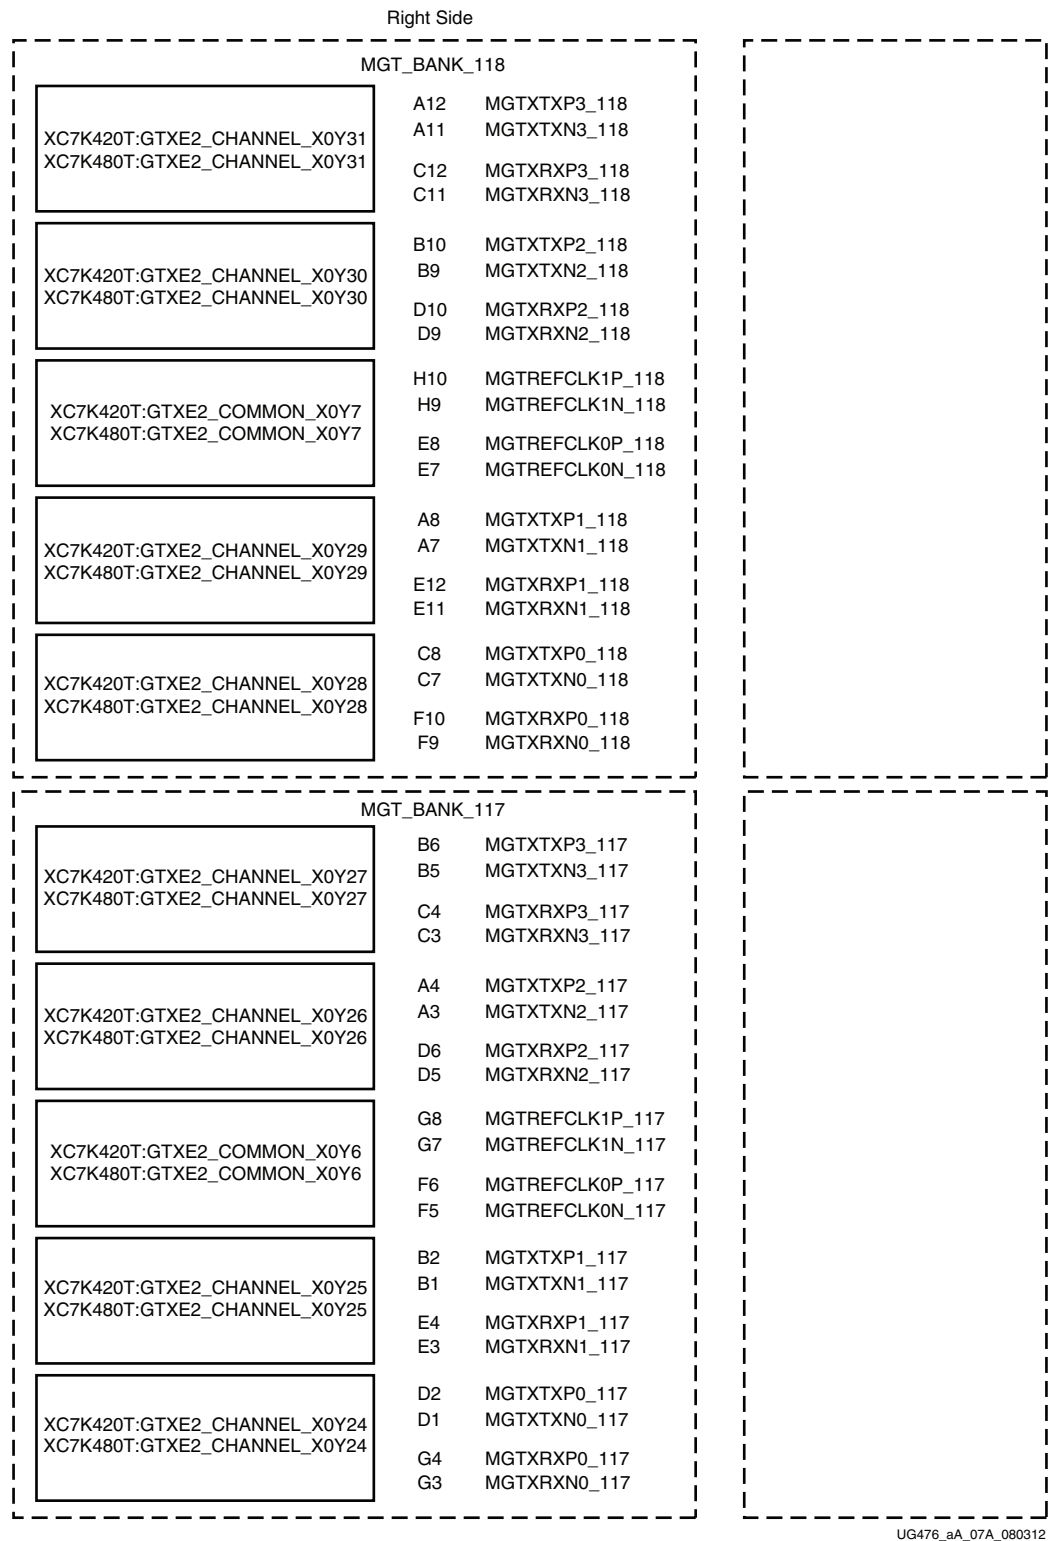 Right Side
MGT_BANK_118
XC7K420T:GTXE2_CHANNEL_X0Y31
XC7K480T:GTXE2_CHANNEL_X0Y31
A12 MGTXTXP3_118
A11 MGTXTXN3_118
C12 MGTXRXP3_118
C11 MGTXRXN3_118
XC7K420T:GTXE2_CHANNEL_X0Y30
XC7K480T:GTXE2_CHANNEL_X0Y30
B10 MGTXTXP2_118
B9 MGTXTXN2_118
D10 MGTXRXP2_118
D9 MGTXRXN2_118
XC7K420T:GTXE2_COMMON_X0Y7
XC7K480T:GTXE2_COMMON_X0Y7
H10 MGTREFCLK1P_118
H9 MGTREFCLK1N_118
E8 MGTREFCLK0P_118
E7 MGTREFCLK0N_118
XC7K420T:GTXE2_CHANNEL_X0Y29
XC7K480T:GTXE2_CHANNEL_X0Y29
A8 MGTXTXP1_118
A7 MGTXTXN1_118
E12 MGTXRXP1_118
E11 MGTXRXN1_118
XC7K420T:GTXE2_CHANNEL_X0Y28
XC7K480T:GTXE2_CHANNEL_X0Y28
C8 MGTXTXP0_118
C7 MGTXTXN0_118
F10 MGTXRXP0_118
F9 MGTXRXN0_118
MGT_BANK_117
XC7K420T:GTXE2_CHANNEL_X0Y27
XC7K480T:GTXE2_CHANNEL_X0Y27
B6 MGTXTXP3_117
B5 MGTXTXN3_117
C4 MGTXRXP3_117
C3 MGTXRXN3_117
XC7K420T:GTXE2_CHANNEL_X0Y26
XC7K480T:GTXE2_CHANNEL_X0Y26
A4 MGTXTXP2_117
A3 MGTXTXN2_117
D6 MGTXRXP2_117
D5 MGTXRXN2_117
XC7K420T:GTXE2_COMMON_X0Y6
XC7K480T:GTXE2_COMMON_X0Y6
G8 MGTREFCLK1P_117
G7 MGTREFCLK1N_117
F6 MGTREFCLK0P_117
F5 MGTREFCLK0N_117
XC7K420T:GTXE2_CHANNEL_X0Y25
XC7K480T:GTXE2_CHANNEL_X0Y25
B2 MGTXTXP1_117
B1 MGTXTXN1_117
E4 MGTXRXP1_117
E3 MGTXRXN1_117
XC7K420T:GTXE2_CHANNEL_X0Y24
XC7K480T:GTXE2_CHANNEL_X0Y24
D2 MGTXTXP0_117
D1 MGTXTXN0_117
G4 MGTXRXP0_117
G3 MGTXRXN0_117
UG476_aA_07A_080312